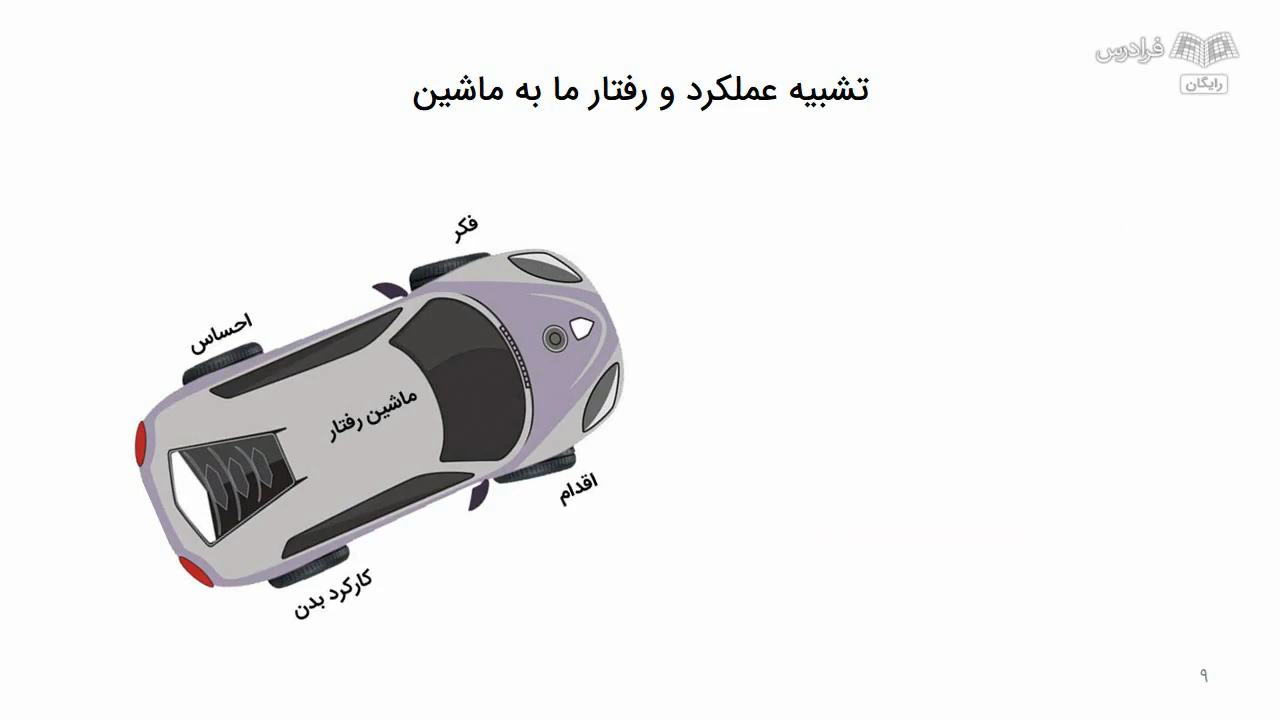 فرادرس
رایگان
تشبیه عملکرد و رفتار ما به ماشین
فکر
احساس
ماشین رفتار
اقدام
کارکرد بدن
۹